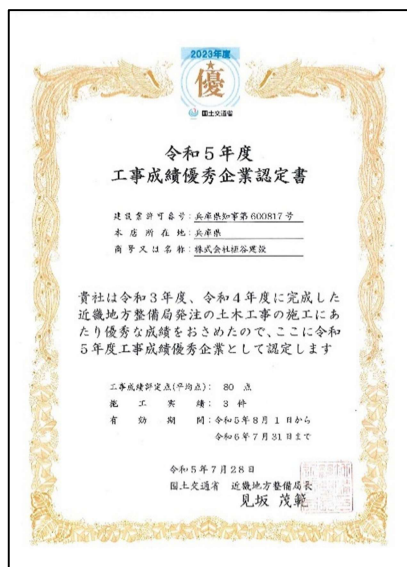 2023年度
優
国土交通省
令和5年度
工事成績優秀企業認定書
建設業許可番号：兵庫県知事第600817号
本店所在地：兵庫県
商号又は名称：株式会社植谷建設
貴社は令和3年度、令和4年度に完成した
近畿地方整備局発注の土木工事の施工にあ
たり優秀な成績をおさめたので、ここに令和
5年度工事成績優秀企業として認定します
工事成績評定点(平均点)： 80 点
施工実績：3 件
有効期間：令和5年8月1日から
令和6年7月31日まで
令和5年7月28日
国土交通省 近畿地方整備局長
見坂 茂範